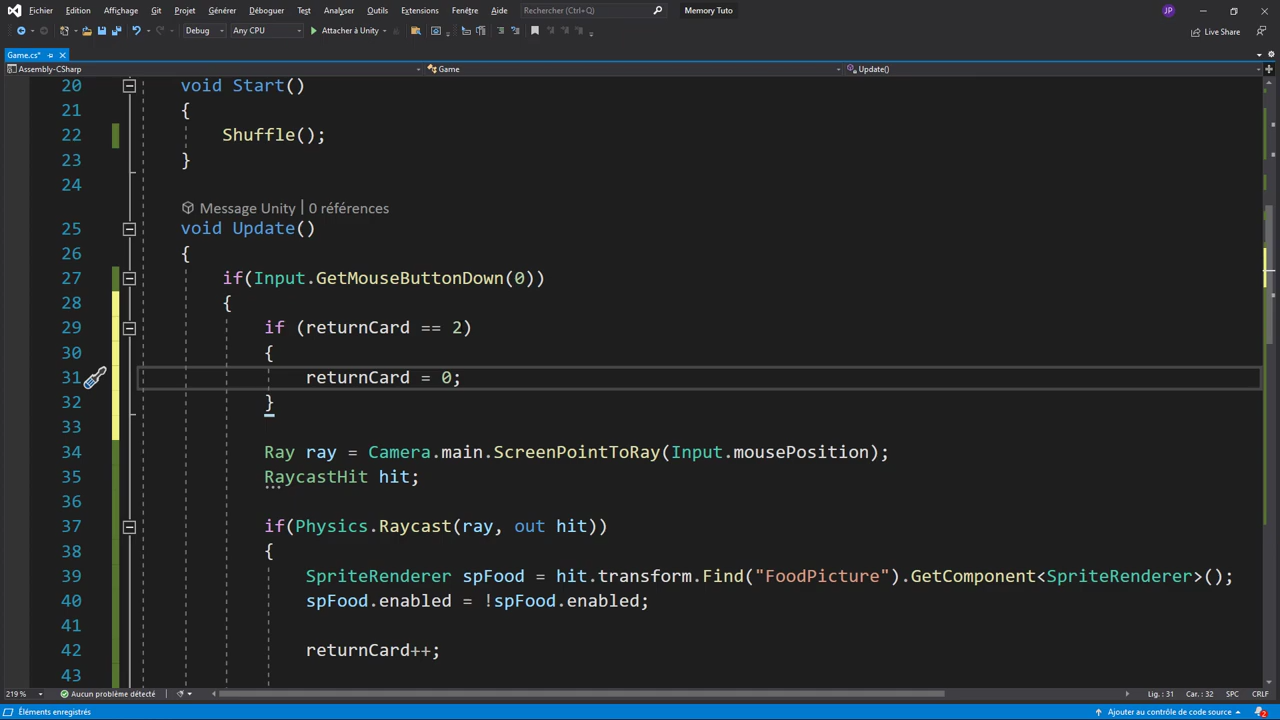 Fichier Édition Affichage Git Projet Générer Déboguer Test Analyser Outils Extensions Fenêtre Aide Rechercher (Ctrl+Q) Memory Tuto JP
Debug Any CPU Attacher à Unity Live Share
Game.cs*
Assembly-CSharp Game Update()
20 void Start()
21 {
22 Shuffle();
23 }
24
Message Unity | 0 références
25 void Update()
26 {
27 if(Input.GetMouseButtonDown(0))
28 {
29 if (returnCard == 2)
30 {
31 returnCard = 0;
32 }
33
34 Ray ray = Camera.main.ScreenPointToRay(Input.mousePosition);
35 RaycastHit hit;
36
37 if(Physics.Raycast(ray, out hit))
38 {
39 SpriteRenderer spFood = hit.transform.Find("FoodPicture").GetComponent<SpriteRenderer>();
40 spFood.enabled = !spFood.enabled;
41
42 returnCard++;
43
219 % Aucun problème détecté Lig. : 31 Car. : 32 SPC CRLF
Éléments enregistrés Ajouter au contrôle de code source 2